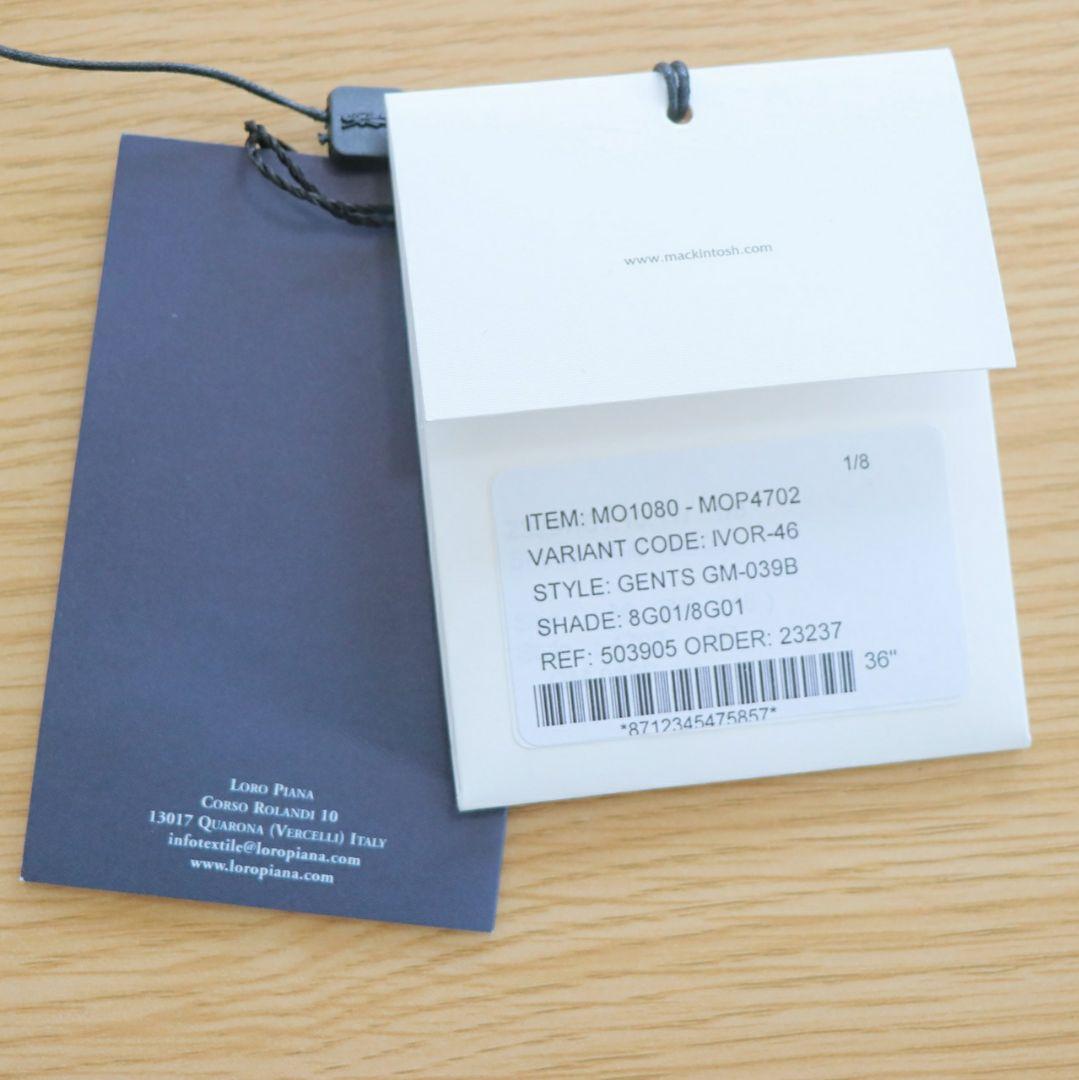 www.mackintosh.com
1/8
ITEM: MO1080 - MOP4702
VARIANT CODE: IVOR-46
STYLE: GENTS GM-039B
SHADE: 8G01/8G01
REF: 503905 ORDER: 23237
36"
*8712345475857*
LORO PIANA
CORSO ROLANDI 10
13017 QUARONA (VERCELLI) ITALY
infotextile@loropiana.com
www.loropiana.com